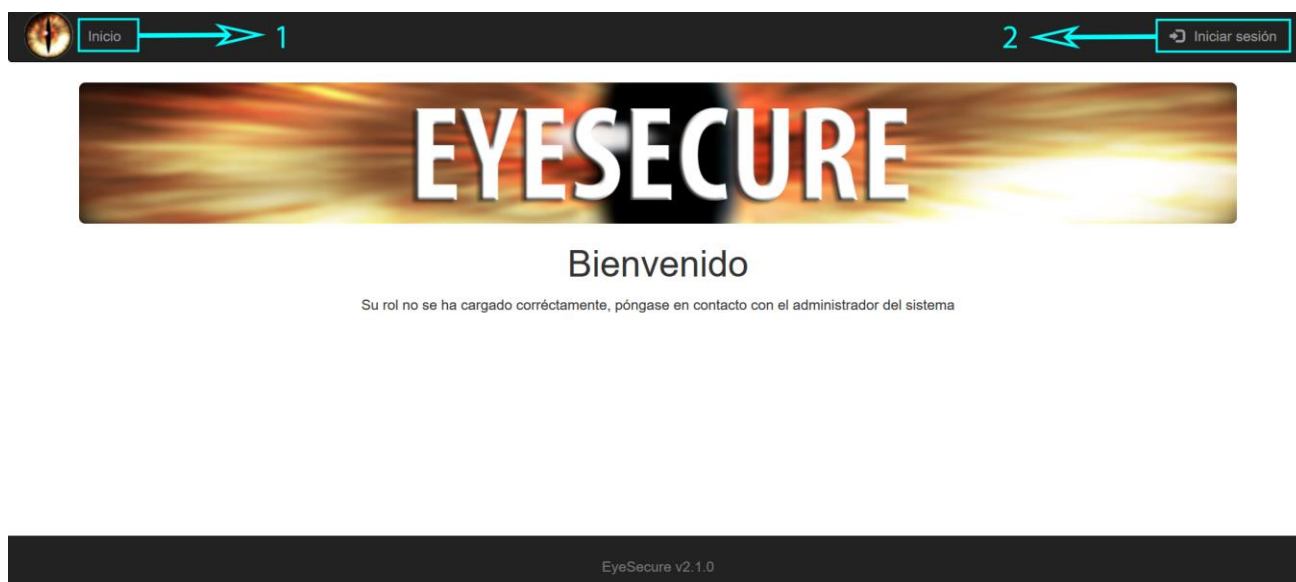 Inicio 1 2 Iniciar sesión
EYESECURE
Bienvenido
Su rol no se ha cargado corréctamente, póngase en contacto con el administrador del sistema
EyeSecure v2.1.0